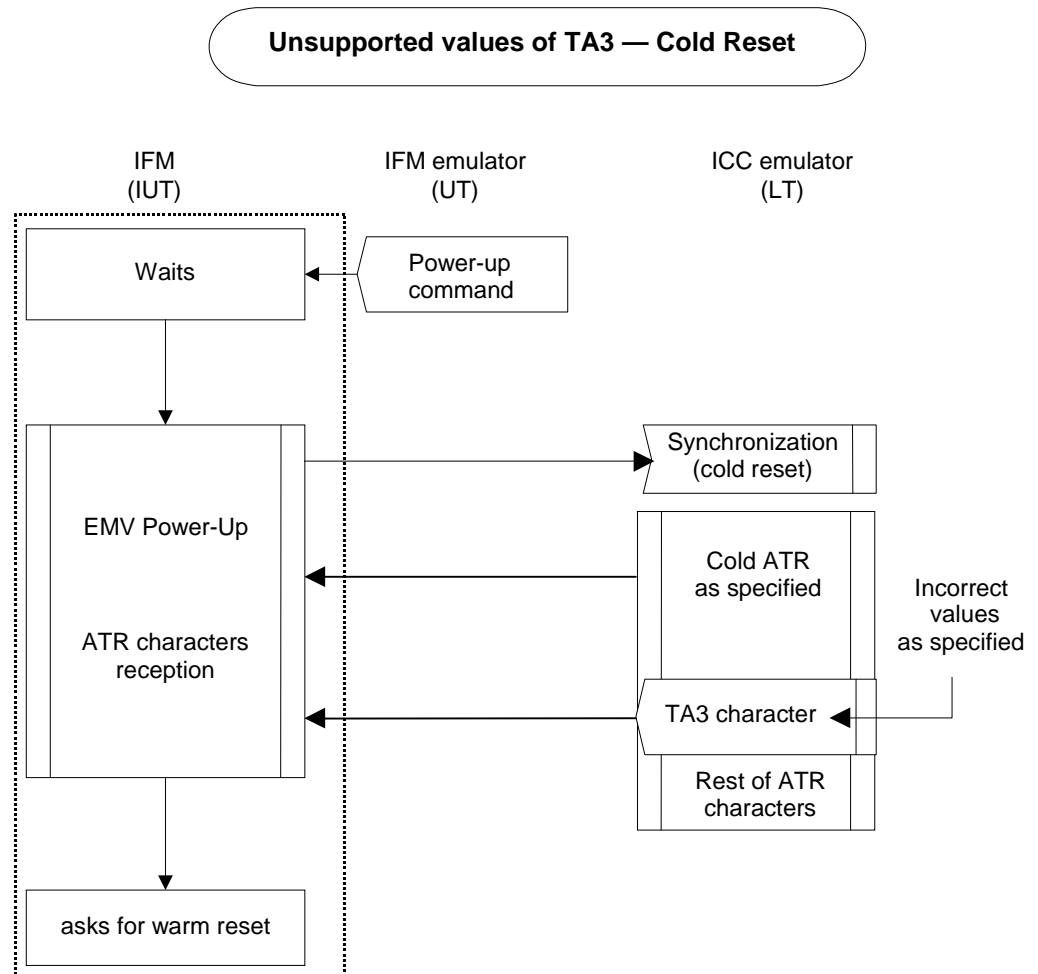 Unsupported values of TA3 — Cold Reset
IFM
(IUT)
IFM emulator
(UT)
ICC emulator
(LT)
Waits
Power-up
command
Synchronization
(cold reset)
EMV Power-Up
Cold ATR
as specified
Incorrect
values
as specified
ATR characters
reception
TA3 character
Rest of ATR
characters
asks for warm reset